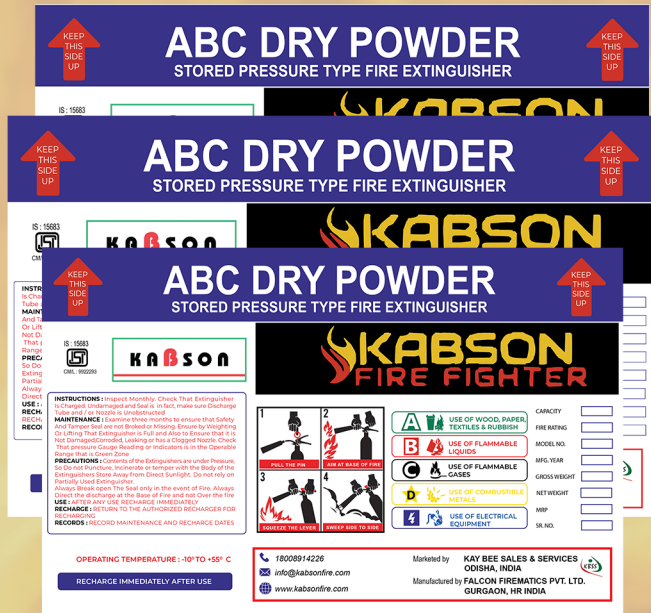 KEEP
THIS
SIDE
UP
ABC DRY POWDER
STORED PRESSURE TYPE FIRE EXTINGUISHER
KEEP
THIS
SIDE
UP
IS : 15683
KABSON
KEEP
THIS
SIDE
UP
ABC DRY POWDER
STORED PRESSURE TYPE FIRE EXTINGUISHER
KEEP
THIS
SIDE
UP
IS : 15683
KABSON
KABSON
KEEP
THIS
SIDE
UP
ABC DRY POWDER
STORED PRESSURE TYPE FIRE EXTINGUISHER
KEEP
THIS
SIDE
UP
IS : 15683
CM/L : 9922293
KABSON
KABSON
FIRE FIGHTER
INSTRUCTIONS : Inspect Monthly. Check That Extinguisher
Is Charged. Undamaged and Seal is in fact, make sure Discharge
Tube and / or Nozzle is Unobstructed
MAINTENANCE : Examine three months to ensure that Safety
And Tamper Seal are not Broked or Missing, Ensure by Weighting
Or Lifting That Extinguisher is Full and Also to Ensure that it is
Not Damaged,Corroded, Leaking or has a Clogged Nozzle, Check
That pressure Gauge Reading or Indicators is in the Operable
Range that is Green Zone
PRECAUTIONS : Contents of the Extinguishers are under Pressure,
So Do not Puncture, Incinerate or temper with the Body of the
Extinguishers Store Away from Direct Sunlight. Do not rely on
Partially Used Extinguisher.
Always Break open The Seal only in the event of Fire, Always
Direct the discharge at the Base of Fire and not Over the fire
USE : AFTER ANY USE RECHARGE IMMEDIATELY
RECHARGE : RETURN TO THE AUTHORIZED RECHARGER FOR
RECHARGING
RECORDS : RECORD MAINTENANCE AND RECHARGE DATES
OPERATING TEMPERATURE : -10º TO +55º C
RECHARGE IMMEDIATELY AFTER USE
1
PULL THE PIN
2
AIM AT BASE OF FIRE
3
SQUEEZE THE LEVER
4
SWEEP SIDE TO SIDE
A
USE OF WOOD, PAPER,
TEXTILES & RUBBISH
B
USE OF FLAMMABLE
LIQUIDS
C
USE OF FLAMMABLE
GASES
D
USE OF COMBUSTIBLE
METALS
USE OF ELECTRICAL
EQUIPMENT
CAPACITY
FIRE RATING
MODEL NO.
MFG. YEAR
GROSS WEIGHT
NET WEIGHT
MRP
SR. NO.
18008914226
info@kabsonfire.com
www.kabsonfire.com
Marketed by KAY BEE SALES & SERVICES
ODISHA, INDIA
KBSS
Manufactured by FALCON FIREMATICS PVT. LTD.
GURGAON, HR INDIA